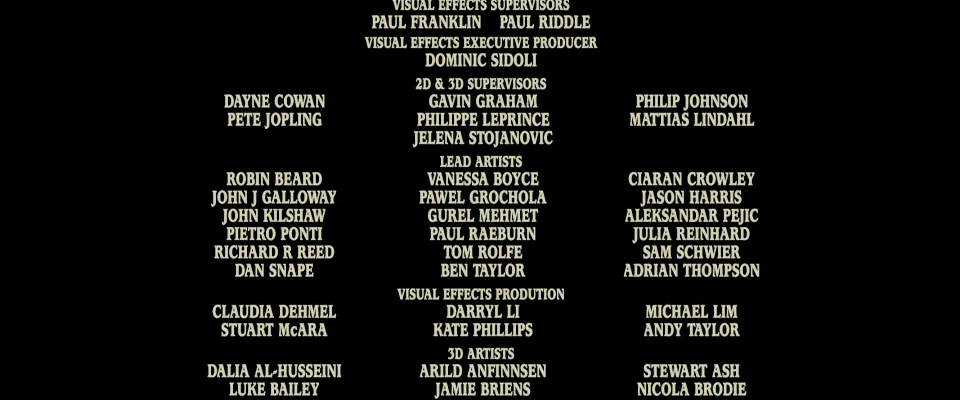 VISUAL EFFECTS SUPERVISORS
PAUL FRANKLIN PAUL RIDDLE
VISUAL EFFECTS EXECUTIVE PRODUCER
DOMINIC SIDOLI
2D & 3D SUPERVISORS
DAYNE COWAN GAVIN GRAHAM PHILIP JOHNSON
PETE JOPLING PHILIPPE LEPRINCE MATTIAS LINDAHL
JELENA STOJANOVIC
LEAD ARTISTS
ROBIN BEARD VANESSA BOYCE CIARAN CROWLEY
JOHN J GALLOWAY PAWEL GROCHOLA JASON HARRIS
JOHN KILSHAW GUREL MEHMET ALEKSANDAR PEJIC
PIETRO PONTI PAUL RAEBURN JULIA REINHARD
RICHARD R REED TOM ROLFE SAM SCHWIER
DAN SNAPE BEN TAYLOR ADRIAN THOMPSON
VISUAL EFFECTS PRODUTION
CLAUDIA DEHMEL DARRYL LI MICHAEL LIM
STUART McARA KATE PHILLIPS ANDY TAYLOR
3D ARTISTS
DALIA AL-HUSSEINI ARILD ANFINNSEN STEWART ASH
LUKE BAILEY JAMIE BRIENS NICOLA BRODIE